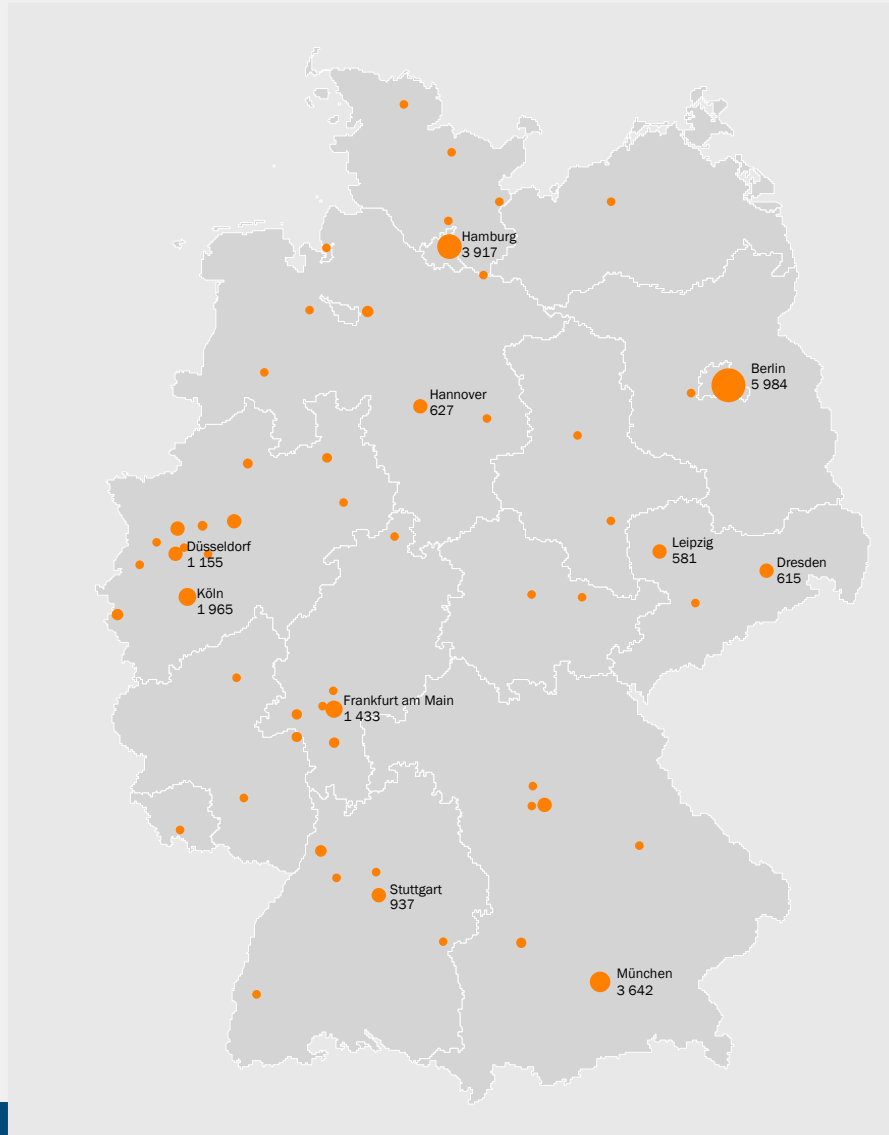 Hamburg
3 917
Berlin
5 984
Hannover
627
Düsseldorf
1 155
Leipzig
581
Dresden
615
Köln
1 965
Frankfurt am Main
1 433
Stuttgart
937
München
3 642